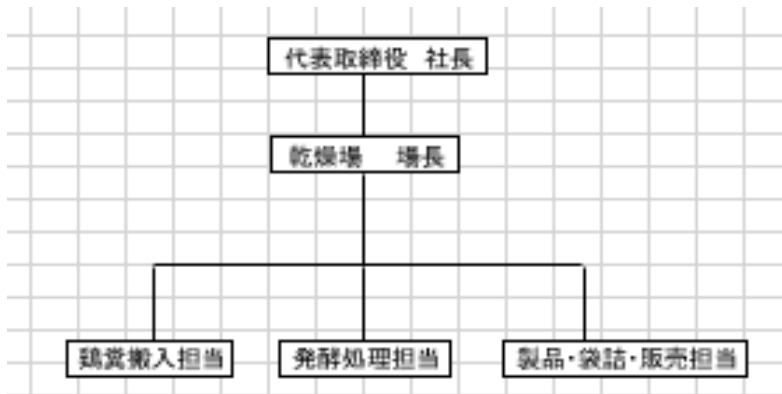 代表取締役 社長
乾燥場 場長
鶏糞搬入担当
発酵処理担当
製品・袋詰・販売担当